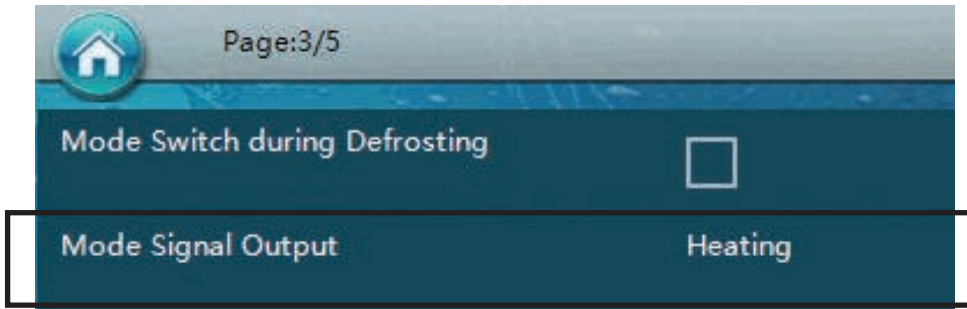 Page:3/5
Mode Switch during Defrosting
Mode Signal Output Heating